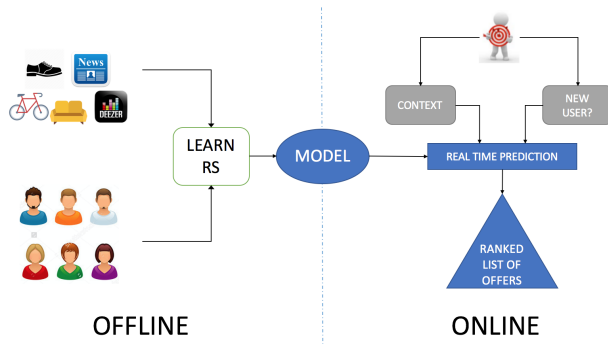 News
DEEZER
LEARN
RS
MODEL
CONTEXT
NEW
USER?
REAL TIME PREDICTION
RANKED
LIST OF
OFFERS
OFFLINE
ONLINE